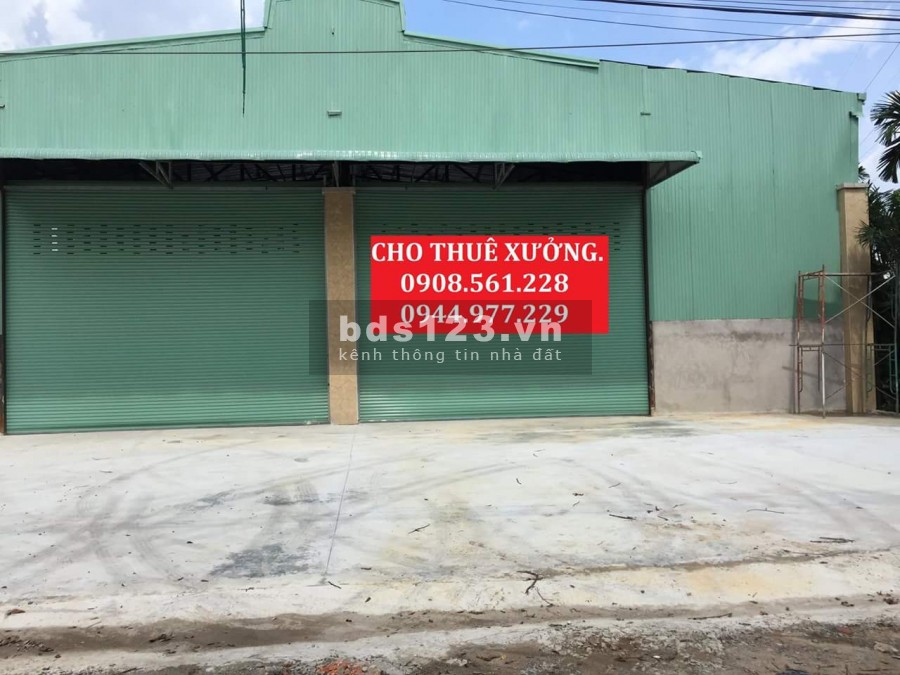 CHO THUÊ XƯỞNG.
0908.561.228
0944.977.229
bds123.vn
kênh thông tin nhà đất